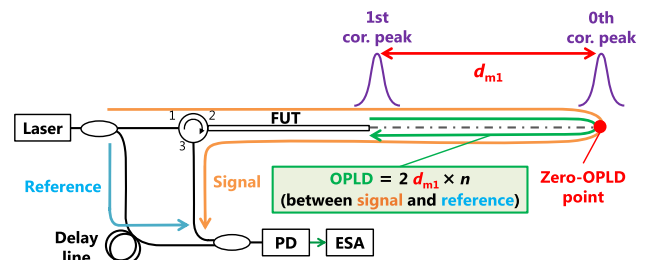 1st
cor. peak
0th
cor. peak
dm1
Laser
1
2
3
FUT
Reference
Signal
OPLD = 2 dm1 × n
(between signal and reference)
Zero-OPLD
point
Delay
line
PD
ESA